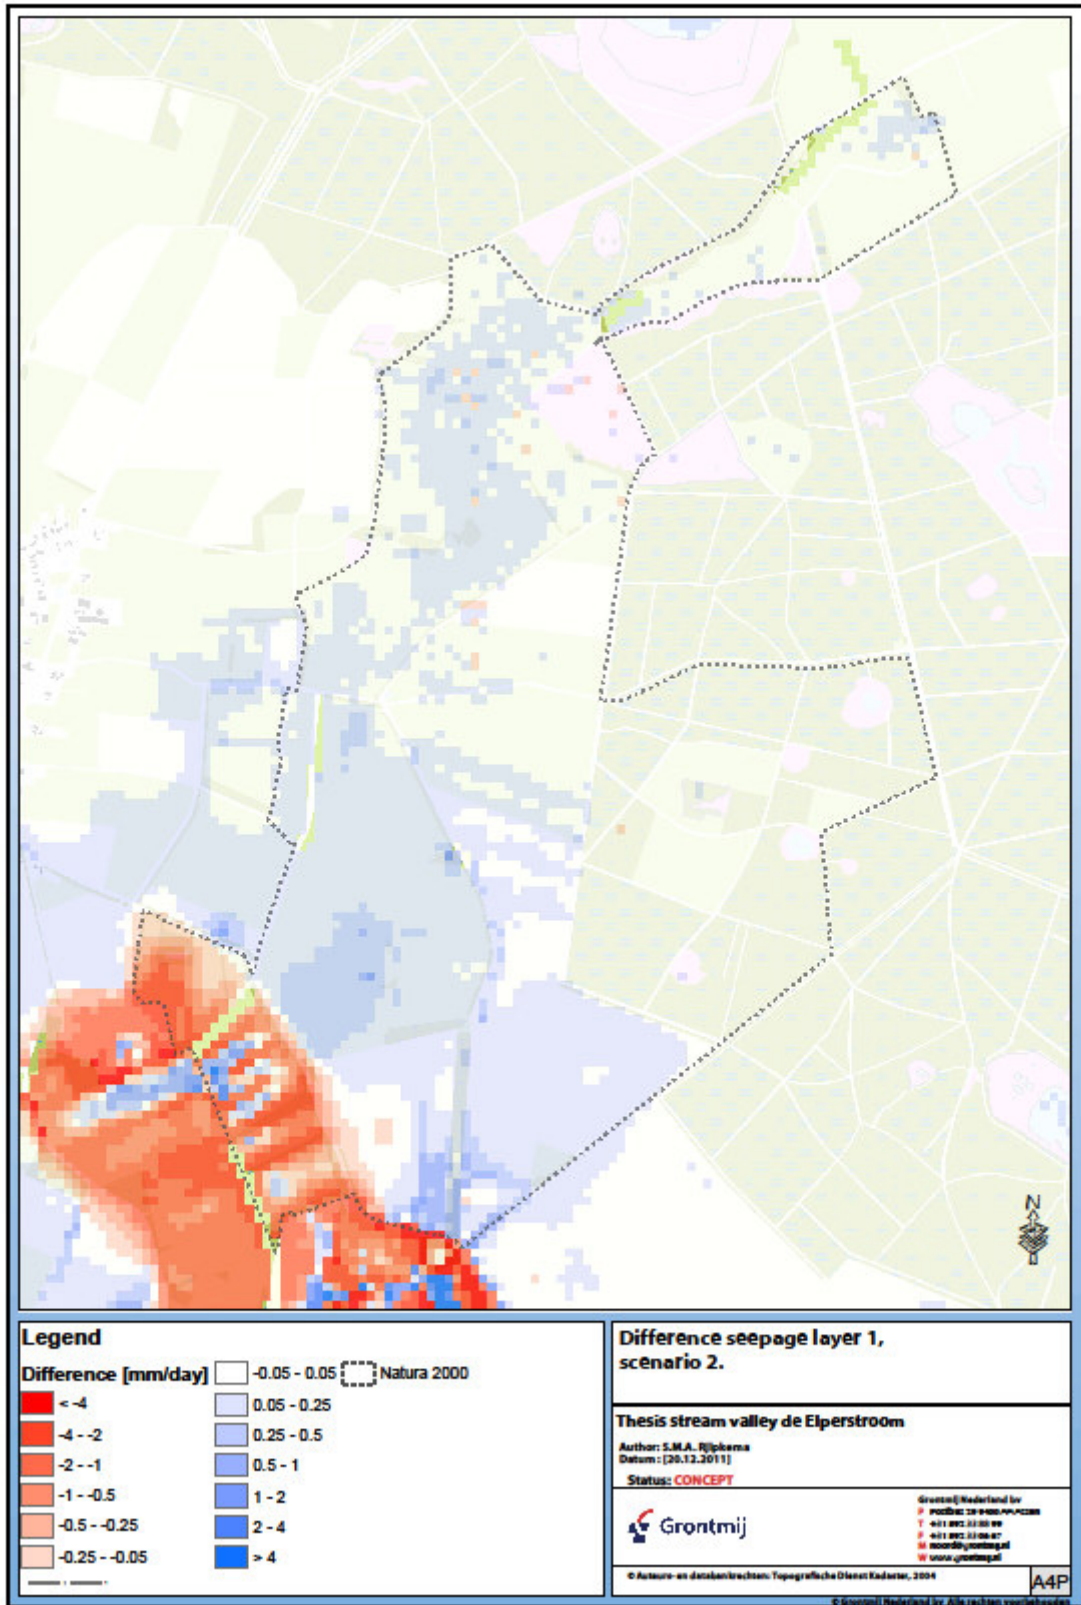 N
Legend
Difference [mm/day]
< -4
-4 - -2
-2 - -1
-1 - -0.5
-0.5 - -0.25
-0.25 - -0.05
-0.05 - 0.05
0.05 - 0.25
0.25 - 0.5
0.5 - 1
1 - 2
2 - 4
> 4
Natura 2000
Difference seepage layer 1,
scenario 2.
Thesis stream valley de Elperstroom
Author: S.M.A. Rijpkema
Datum : [20.12.2011]
Status: CONCEPT
Grontmij
Grontmij Nederland bv
P
T
F
M
W www.grontmij.nl
© Auteurs- en databankrechten: Topografische Dienst Kadaster, 2004
A4P
© Grontmij Nederland bv. Alle rechten voorbehouden